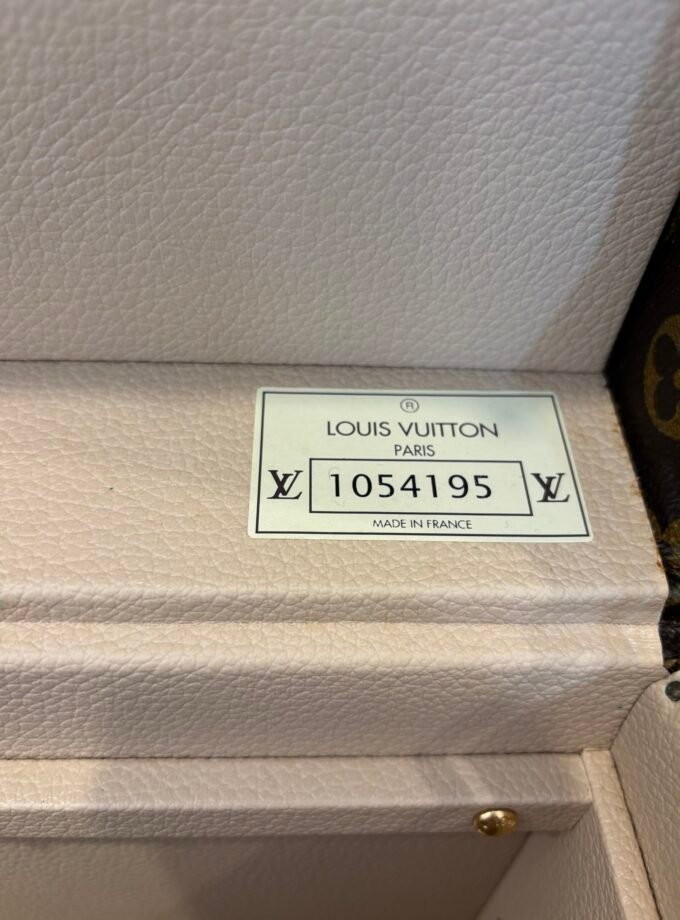 ®
LOUIS VUITTON
PARIS
LV 1054195 LV
MADE IN FRANCE